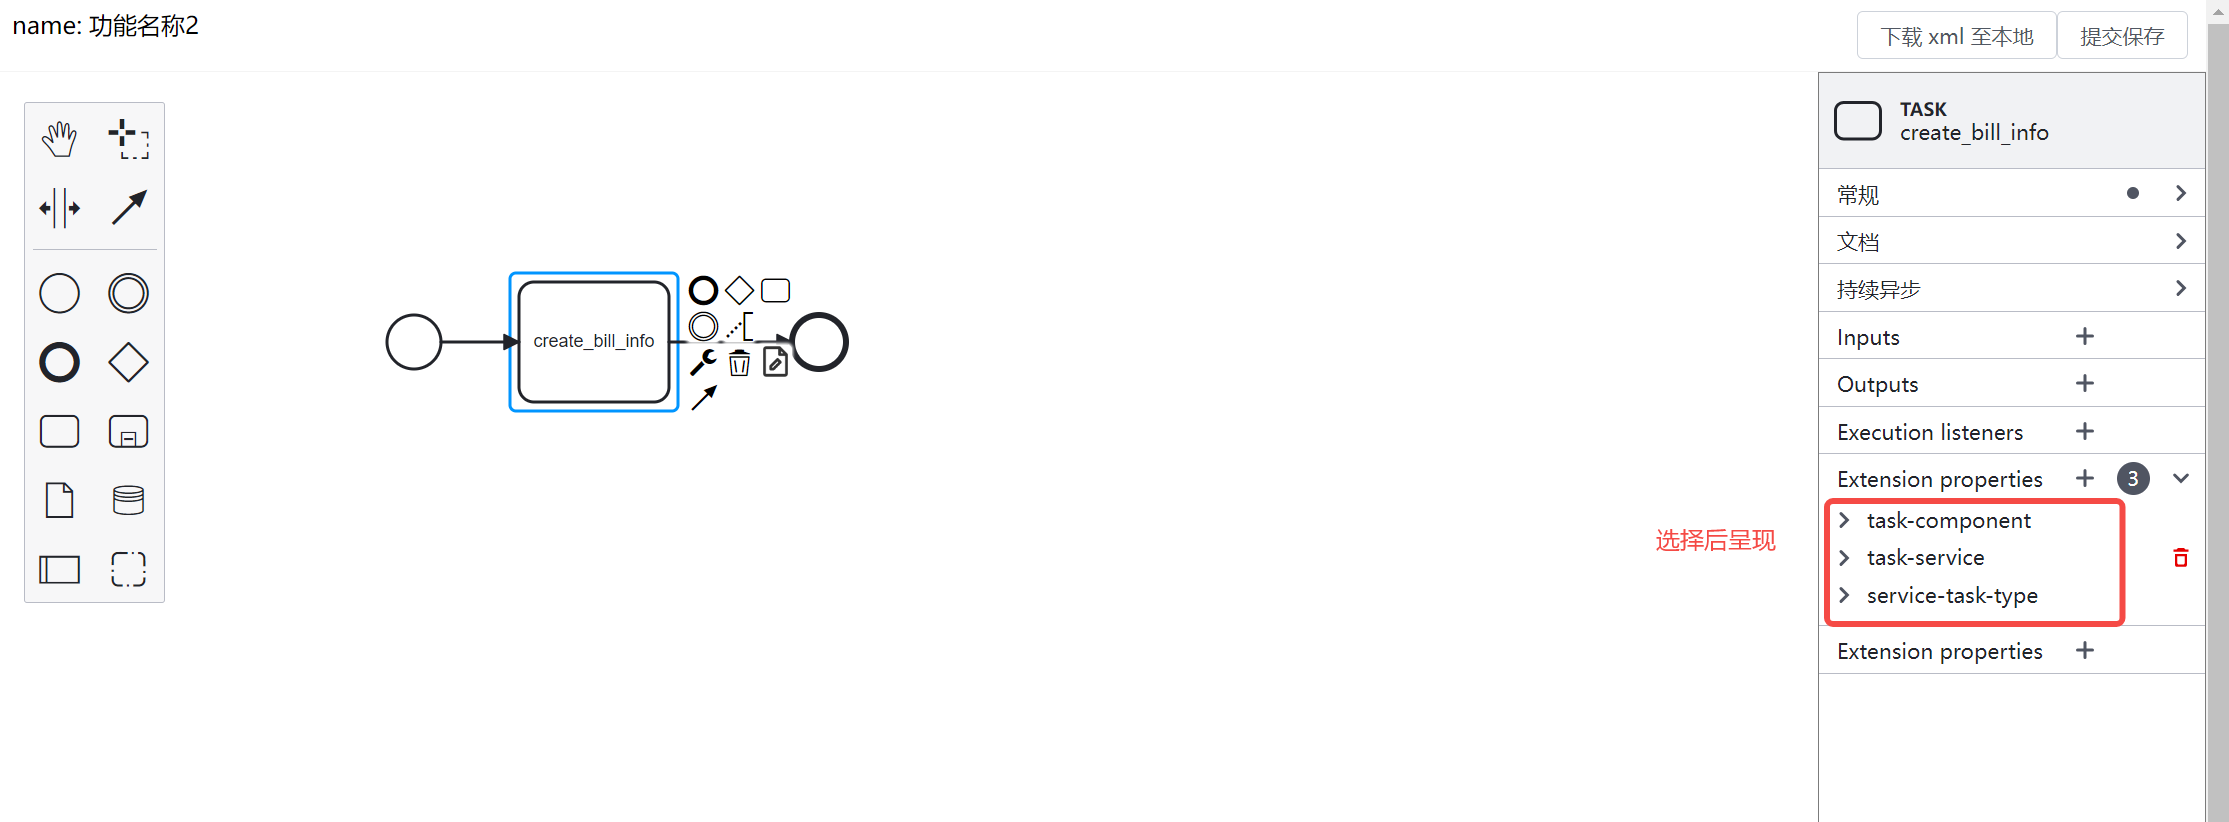 name: 功能名称2
下载 xml 至本地
提交保存
create_bill_info
选择后呈现
TASK
create_bill_info
常规
文档
持续异步
Inputs
Outputs
Execution listeners
Extension properties 3
task-component
task-service
service-task-type
Extension properties